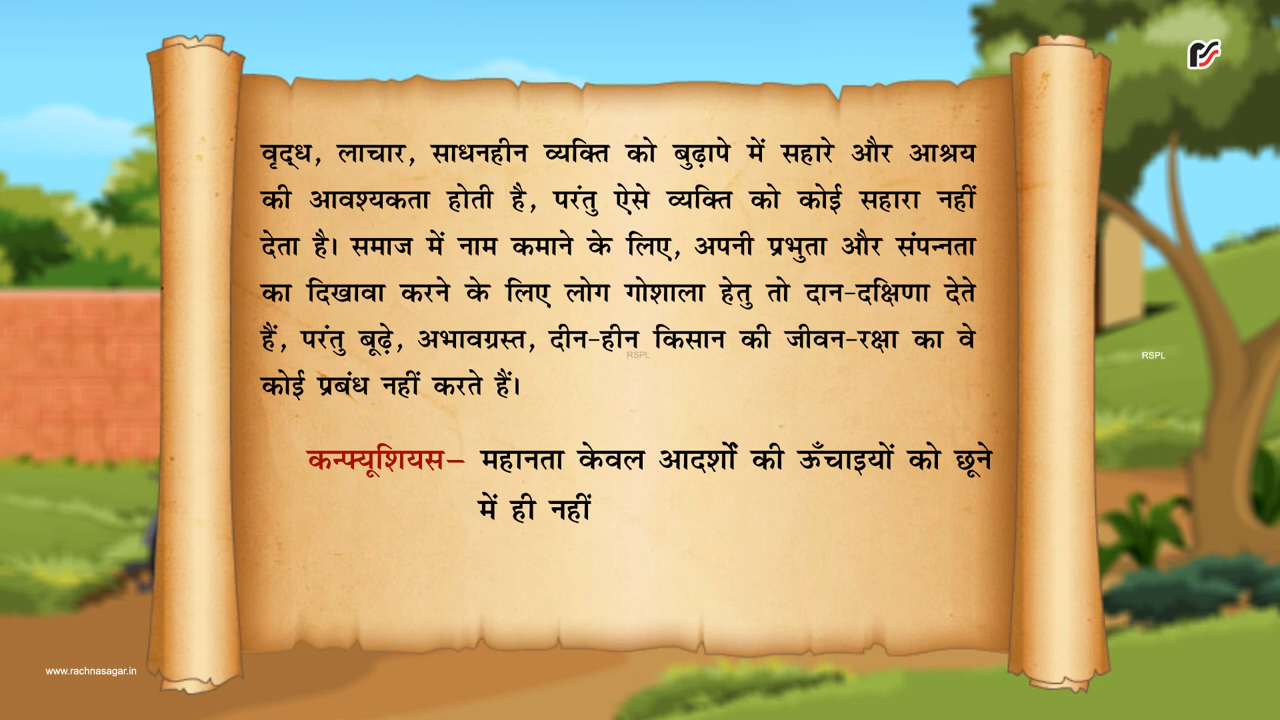 वृद्ध, लाचार, साधनहीन व्यक्ति को बुढ़ापे में सहारे और आश्रय
की आवश्यकता होती है, परंतु ऐसे व्यक्ति को कोई सहारा नहीं
देता है। समाज में नाम कमाने के लिए, अपनी प्रभुता और संपन्नता
का दिखावा करने के लिए लोग गोशाला हेतु तो दान-दक्षिणा देते
हैं, परंतु बूढ़े, अभावग्रस्त, दीन-हीन किसान की जीवन-रक्षा का वे
RSPL
RSPL
कोई प्रबंध नहीं करते हैं।
कन्फ्यूशियस– महानता केवल आदर्शों की ऊँचाइयों को छूने
में ही नहीं
www.rachnasagar.in